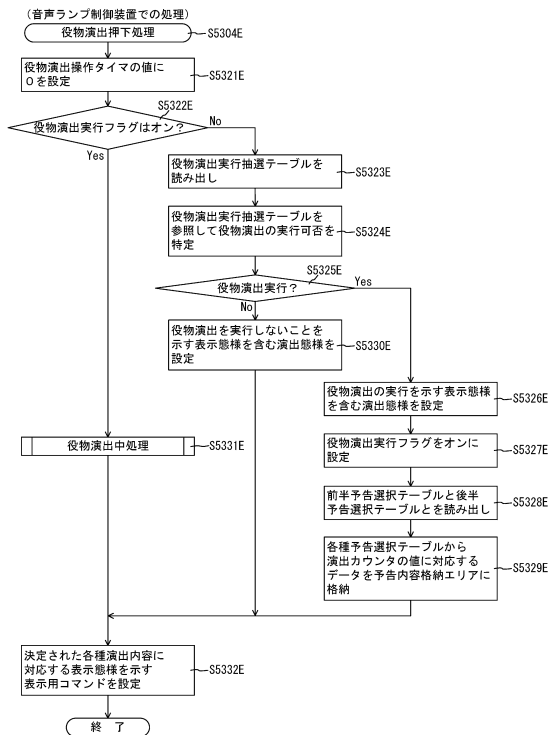 （音声ランプ制御装置での処理）
役物演出押下処理
S5304E
役物演出操作タイマの値に
０を設定
S5321E
S5322E
役物演出実行フラグはオン？
No
Yes
役物演出実行抽選テーブルを
読み出し
S5323E
役物演出実行抽選テーブルを
参照して役物演出の実行可否を
特定
S5324E
S5325E
役物演出実行？
Yes
No
役物演出を実行しないことを
示す表示態様を含む演出態様を
設定
S5330E
役物演出の実行を示す表示態様
を含む演出態様を設定
S5326E
役物演出実行フラグをオンに
設定
S5327E
役物演出中処理
S5331E
前半予告選択テーブルと後半
予告選択テーブルとを読み出し
S5328E
各種予告選択テーブルから
演出カウンタの値に対応する
データを予告内容格納エリアに
格納
S5329E
決定された各種演出内容に
対応する表示態様を示す
表示用コマンドを設定
S5332E
終　了